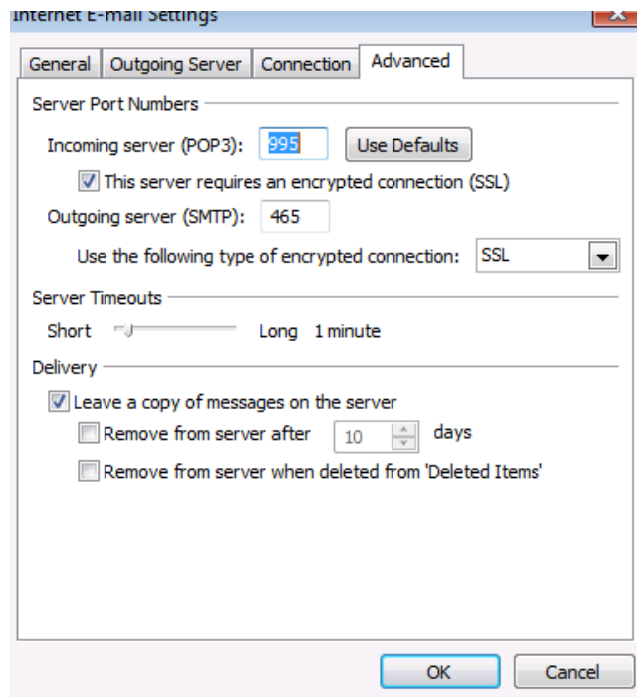 Internet E-mail Settings
General Outgoing Server Connection Advanced
Server Port Numbers
Incoming server (POP3): 995 Use Defaults
This server requires an encrypted connection (SSL)
Outgoing server (SMTP): 465
Use the following type of encrypted connection: SSL
Server Timeouts
Short Long 1 minute
Delivery
Leave a copy of messages on the server
Remove from server after 10 days
Remove from server when deleted from 'Deleted Items'
OK Cancel